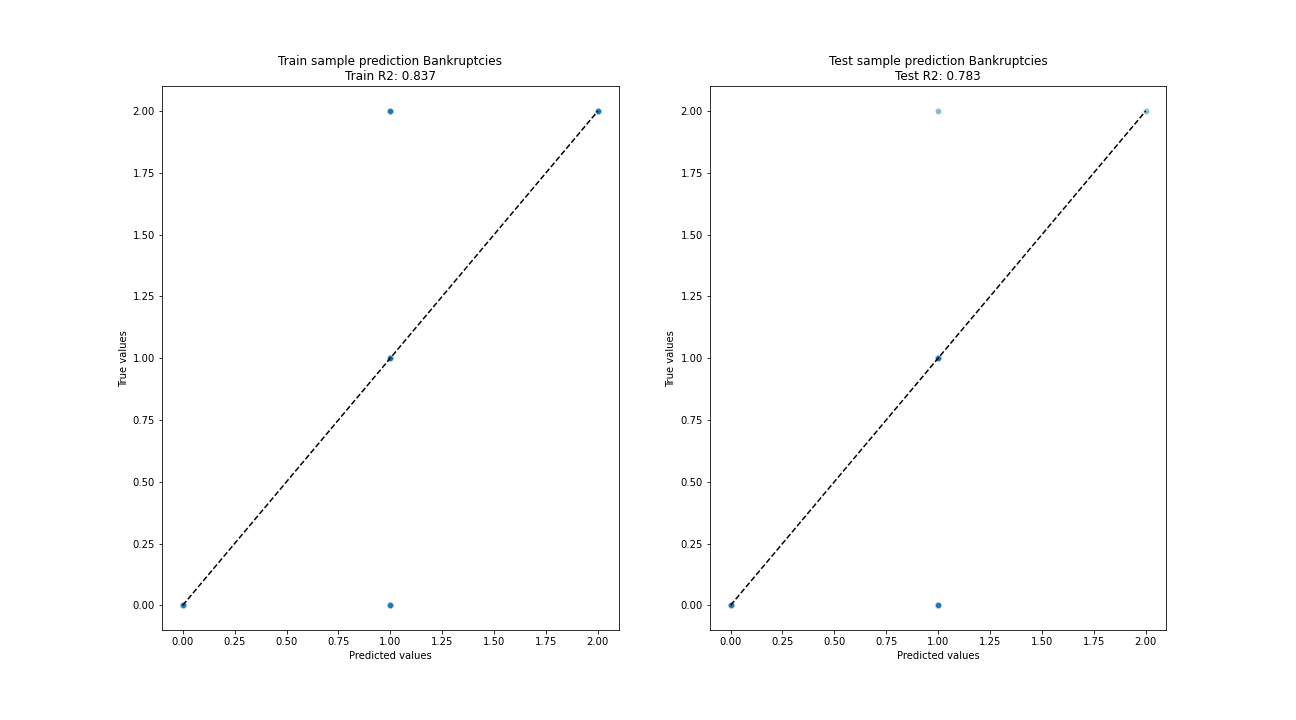 Train sample prediction Bankruptcies
Train R2: 0.837
True values
2.00
1.75
1.50
1.25
1.00
0.75
0.50
0.25
0.00
0.00 0.25 0.50 0.75 1.00 1.25 1.50 1.75 2.00
Predicted values
Test sample prediction Bankruptcies
Test R2: 0.783
True values
2.00
1.75
1.50
1.25
1.00
0.75
0.50
0.25
0.00
0.00 0.25 0.50 0.75 1.00 1.25 1.50 1.75 2.00
Predicted values